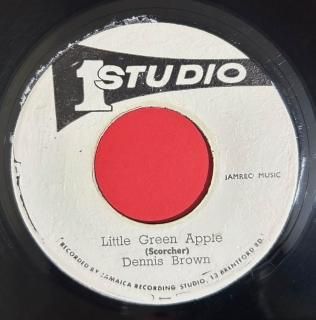 1 STUDIO
JAMREC MUSIC
Little Green Apple
(Scorcher)
Dennis Brown
RECORDED BY JAMAICA RECORDING STUDIO, 13 BRENTFORD RD.